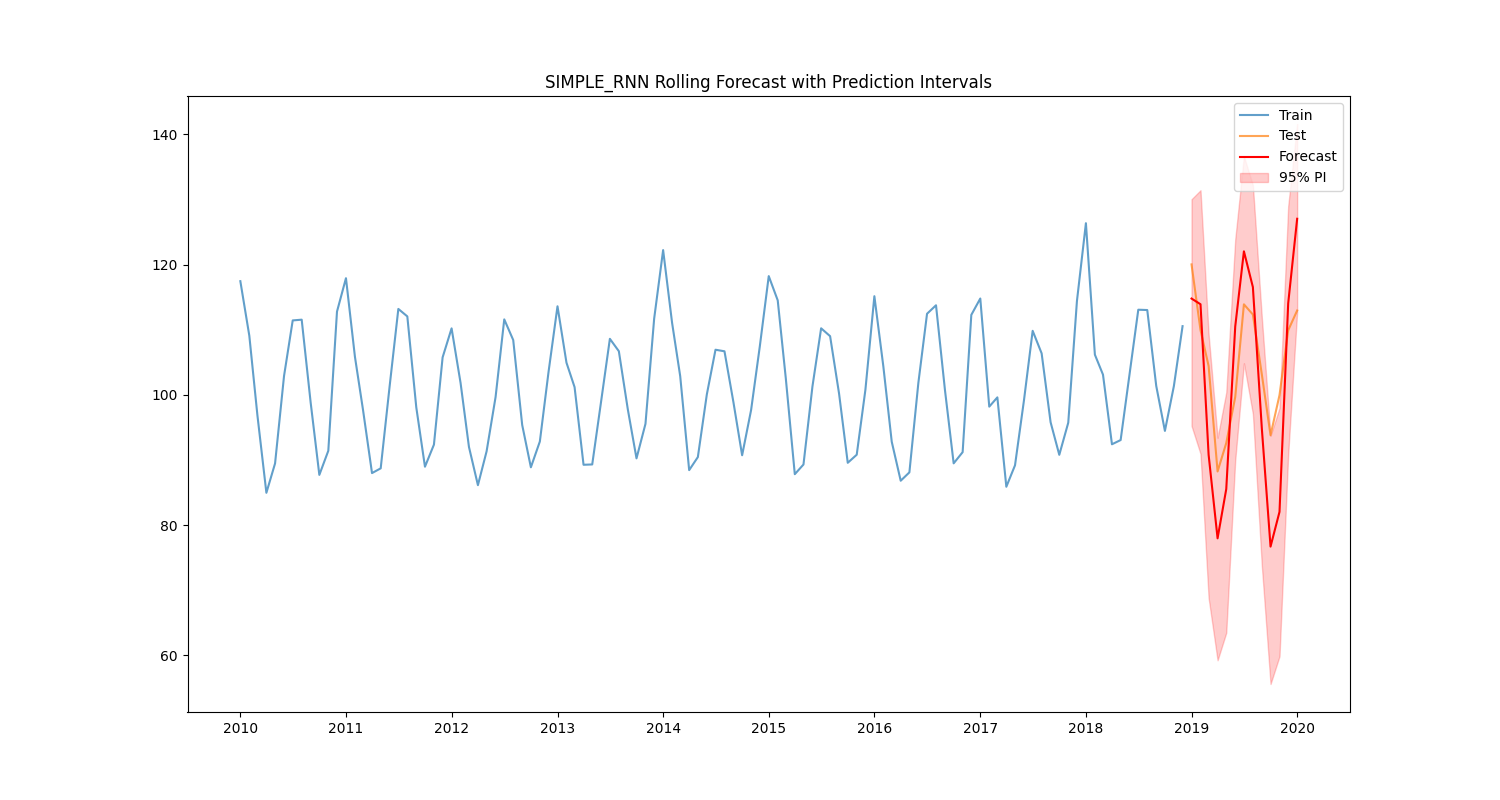 SIMPLE_RNN Rolling Forecast with Prediction Intervals
Train
Test
Forecast
95% PI
140
120
100
80
60
2010 2011 2012 2013 2014 2015 2016 2017 2018 2019 2020